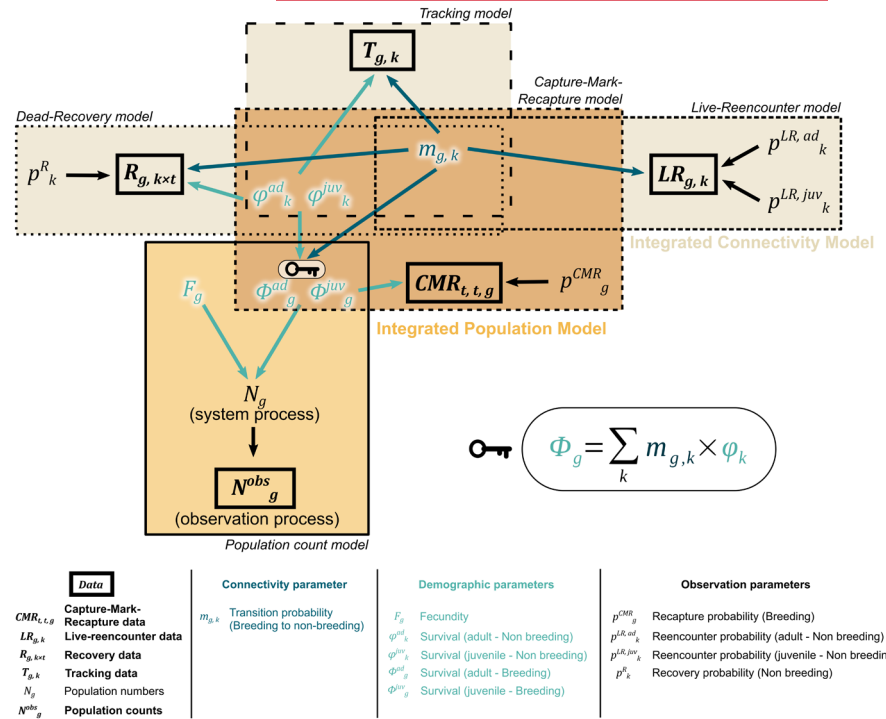 Tracking model
T g, k
Capture-Mark-
Recapture model
Dead-Recovery model
Live-Reencounter model
m g, k
p R k
R g, k×t
φ ad k φ juv k
LR g, k
p LR, ad k
p LR, juv k
Integrated Connectivity Model
F g
Φ ad g Φ juv g
CMR t, t, g
p CMR g
Integrated Population Model
N g
(system process)
N obs g
(observation process)
Population count model
Φ g = ∑ k m g,k × φ k
Data
CMR t, t, g Capture-Mark-
Recapture data
LR g, k Live-reencounter data
R g, k×t Recovery data
T g, k Tracking data
N g Population numbers
N obs g Population counts
Connectivity parameter
m g, k Transition probability
(Breeding to non-breeding)
Demographic parameters
F g Fecundity
φ ad k Survival (adult - Non breeding)
φ juv k Survival (juvenile - Non breeding)
Φ ad g Survival (adult - Breeding)
Φ juv g Survival (juvenile - Breeding)
Observation parameters
p CMR g Recapture probability (Breeding)
p LR, ad k Reencounter probability (adult - Non breeding)
p LR, juv k Reencounter probability (juvenile - Non breedin
p R k Recovery probability (Non breeding)